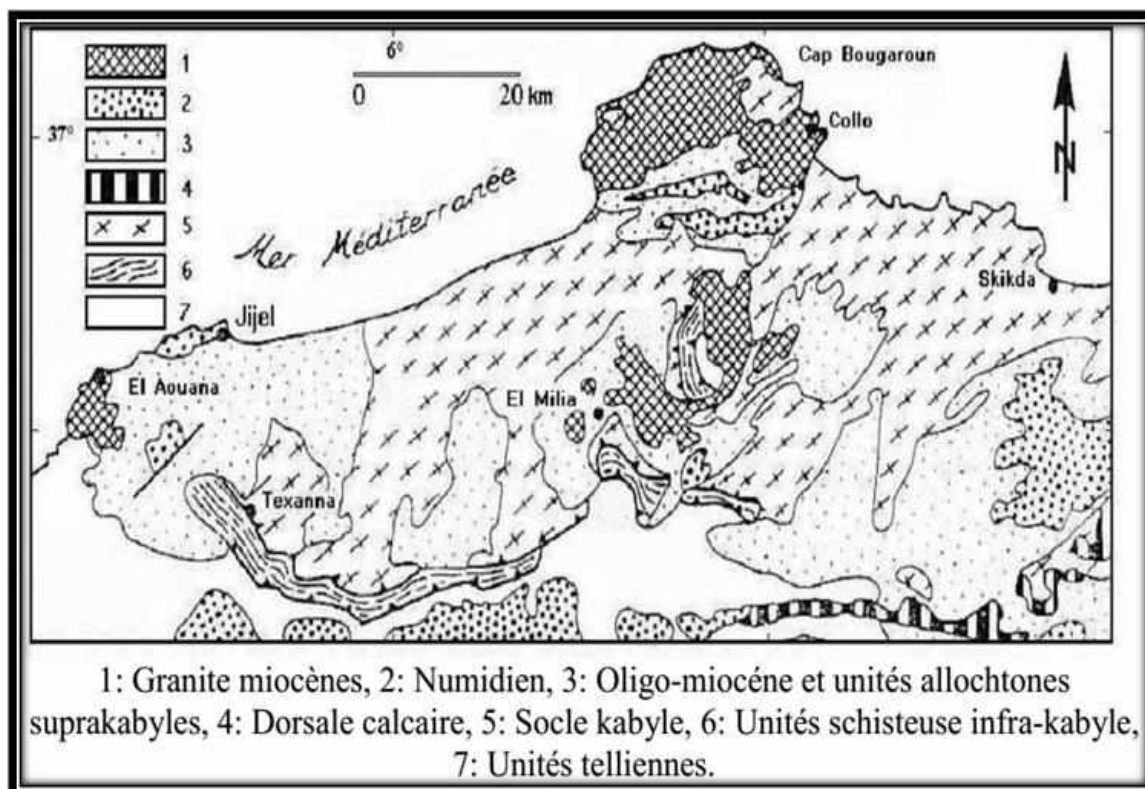 1
2
3
4
5
6
7
6°
0 20 km
37°
Cap Bougaroun
Collo
N
Mer Méditerranée
Skikda
Jijel
El Aouana
El Milia
Texanna
1: Granite miocènes, 2: Numidien, 3: Oligo-miocéne et unités allochtones
suprakabyles, 4: Dorsale calcaire, 5: Socle kabyle, 6: Unités schisteuse infra-kabyle,
7: Unités telliennes.